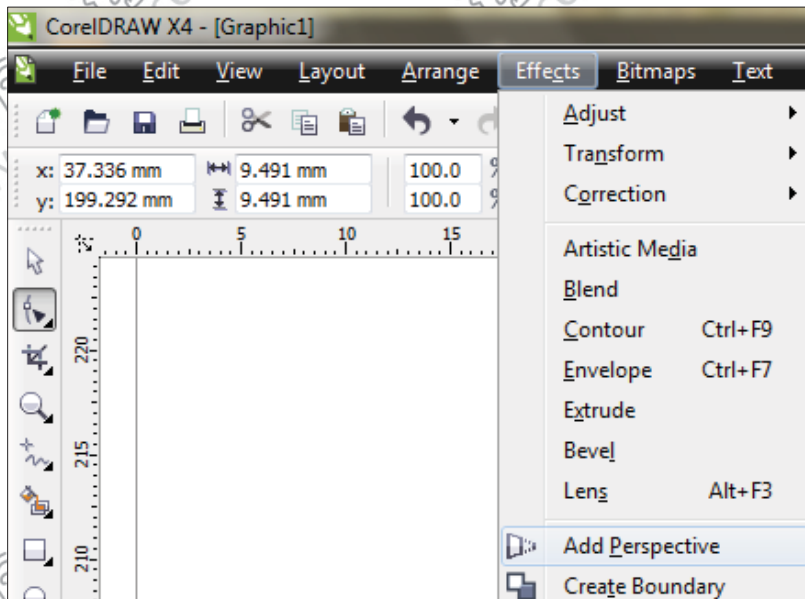 CorelDRAW X4 - [Graphic1]
File Edit View Layout Arrange Effects Bitmaps Text
x: 37.336 mm 9.491 mm 100.0 %
y: 199.292 mm 9.491 mm 100.0 %
0 5 10 15
220
215
210
Adjust
Transform
Correction
Artistic Media
Blend
Contour Ctrl+F9
Envelope Ctrl+F7
Extrude
Bevel
Lens Alt+F3
Add Perspective
Create Boundary